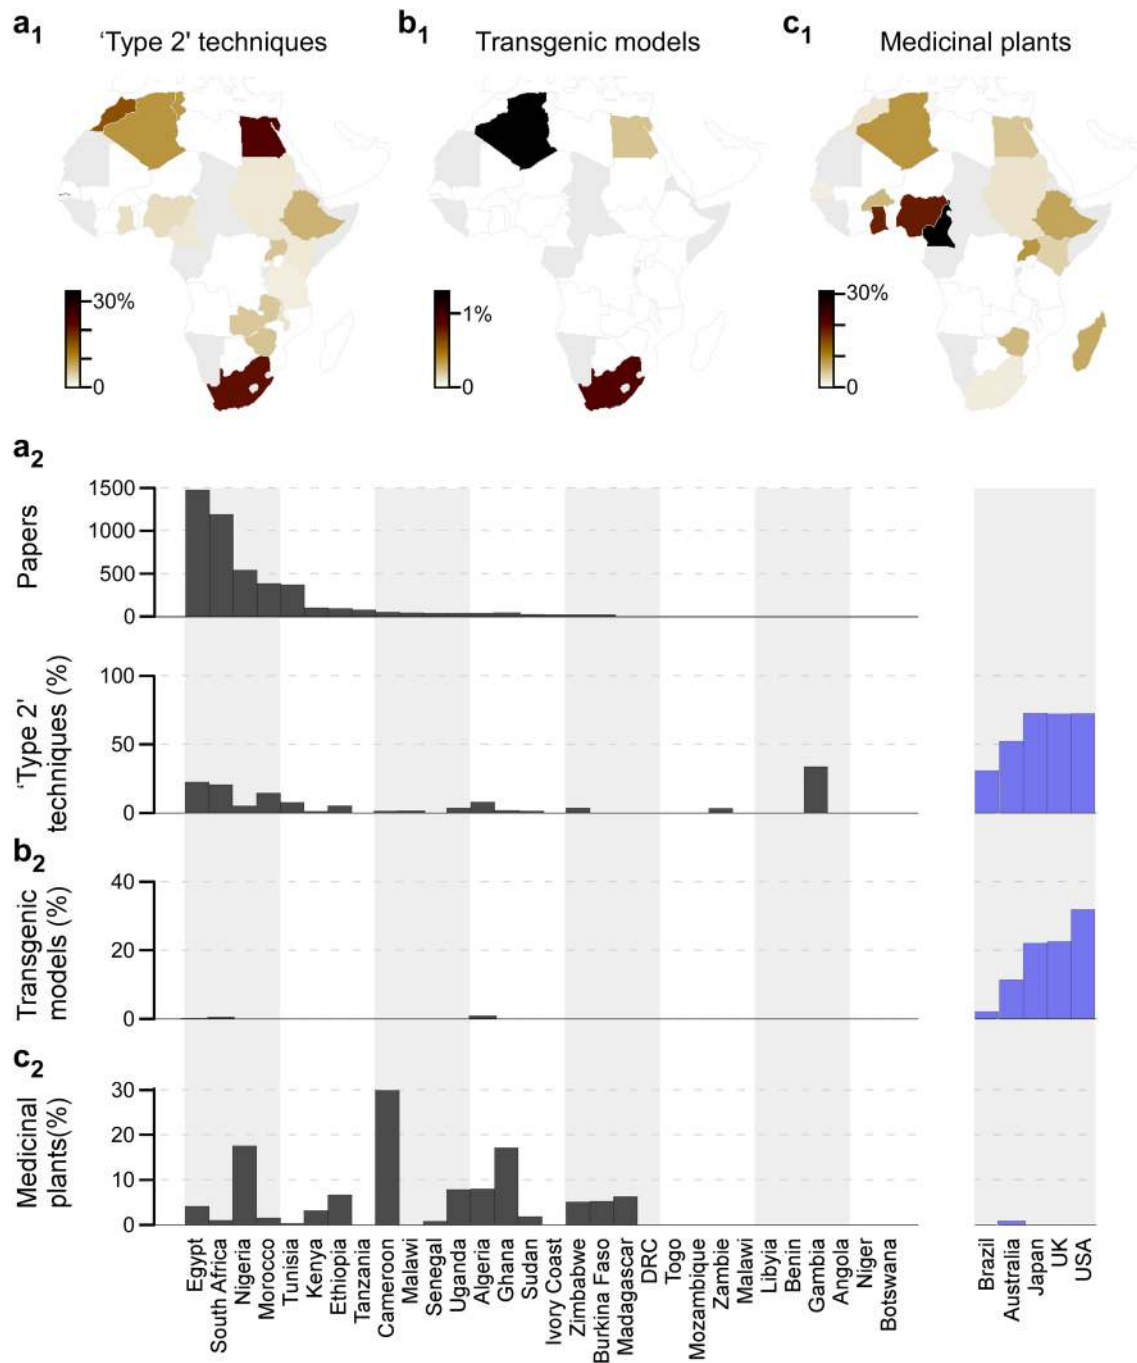 a1 'Type 2' techniques
b1 Transgenic models
c1 Medicinal plants
30%
0
1%
0
30%
0
a2
Papers
1500
1000
500
0
'Type 2' techniques (%)
100
50
0
b2
Transgenic models (%)
40
20
0
c2
Medicinal plants(%)
30
20
10
0
Egypt
South Africa
Nigeria
Morocco
Tunisia
Kenya
Ethiopia
Tanzania
Cameroon
Malawi
Senegal
Uganda
Algeria
Ghana
Sudan
Ivory Coast
Zimbabwe
Burkina Faso
Madagascar
DRC
Togo
Mozambique
Zambie
Malawi
Libyia
Benin
Gambia
Angola
Niger
Botswana
Brazil
Australia
Japan
UK
USA